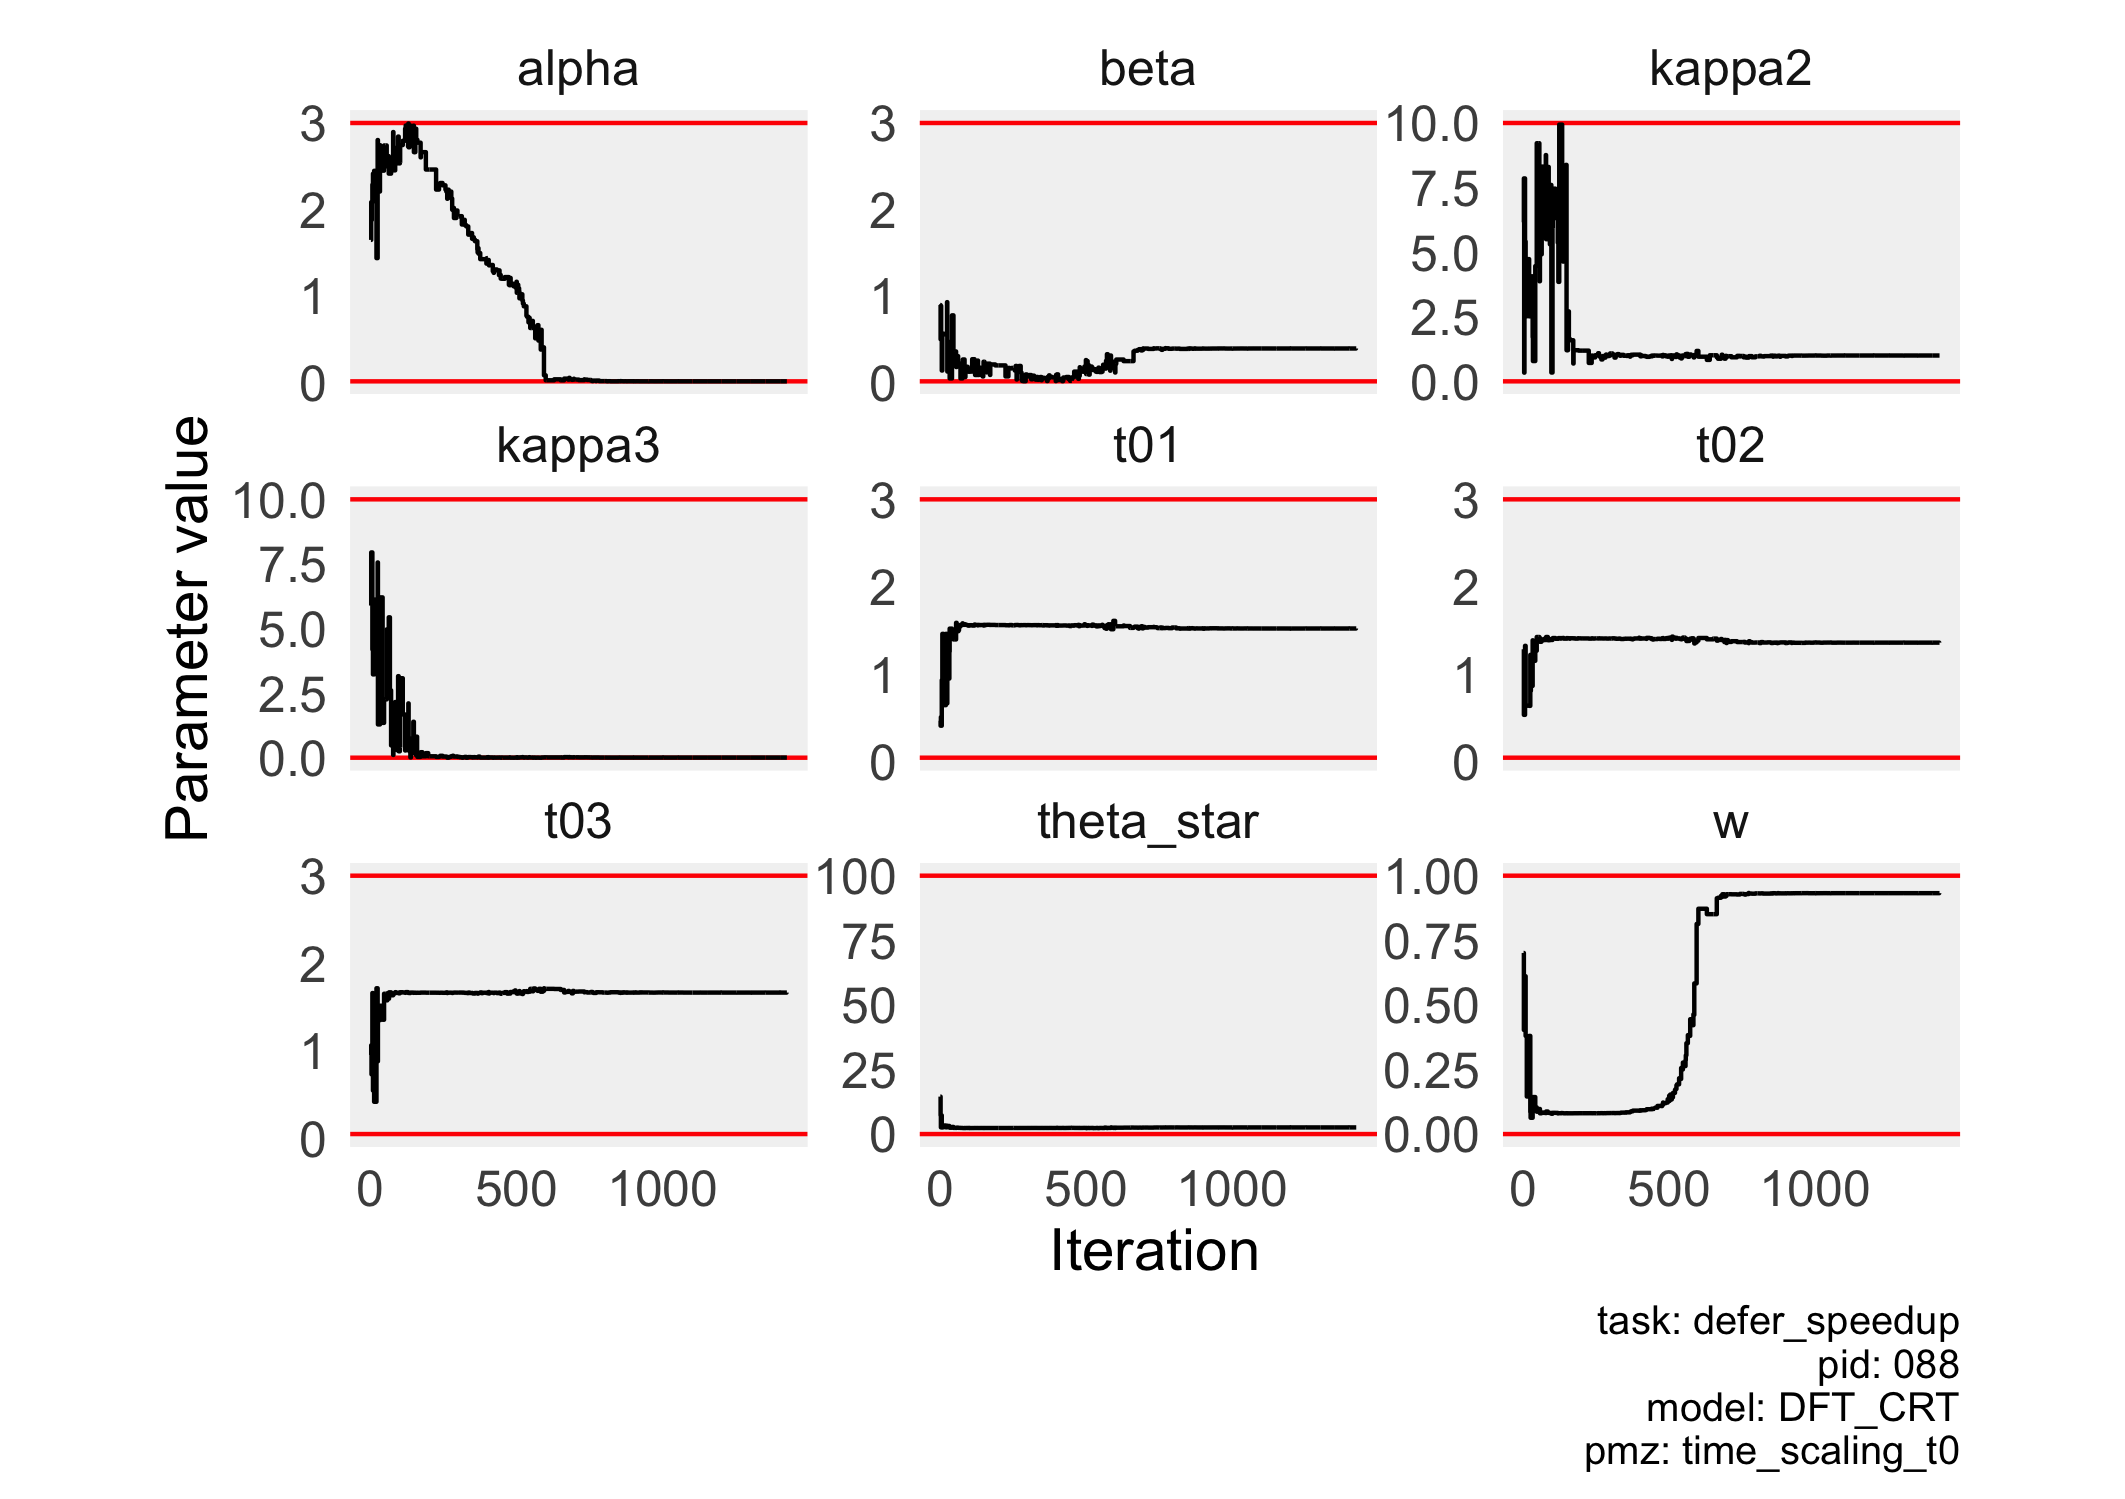 alpha
beta
kappa2
3
2
1
0
3
2
1
0
10.0
7.5
5.0
2.5
0.0
kappa3
t01
t02
10.0
7.5
5.0
2.5
0.0
3
2
1
0
3
2
1
0
t03
theta_star
w
3
2
1
0
100
75
50
25
0
1.00
0.75
0.50
0.25
0.00
0 500 1000
0 500 1000
0 500 1000
Parameter value
Iteration
task: defer_speedup
pid: 088
model: DFT_CRT
pmz: time_scaling_t0